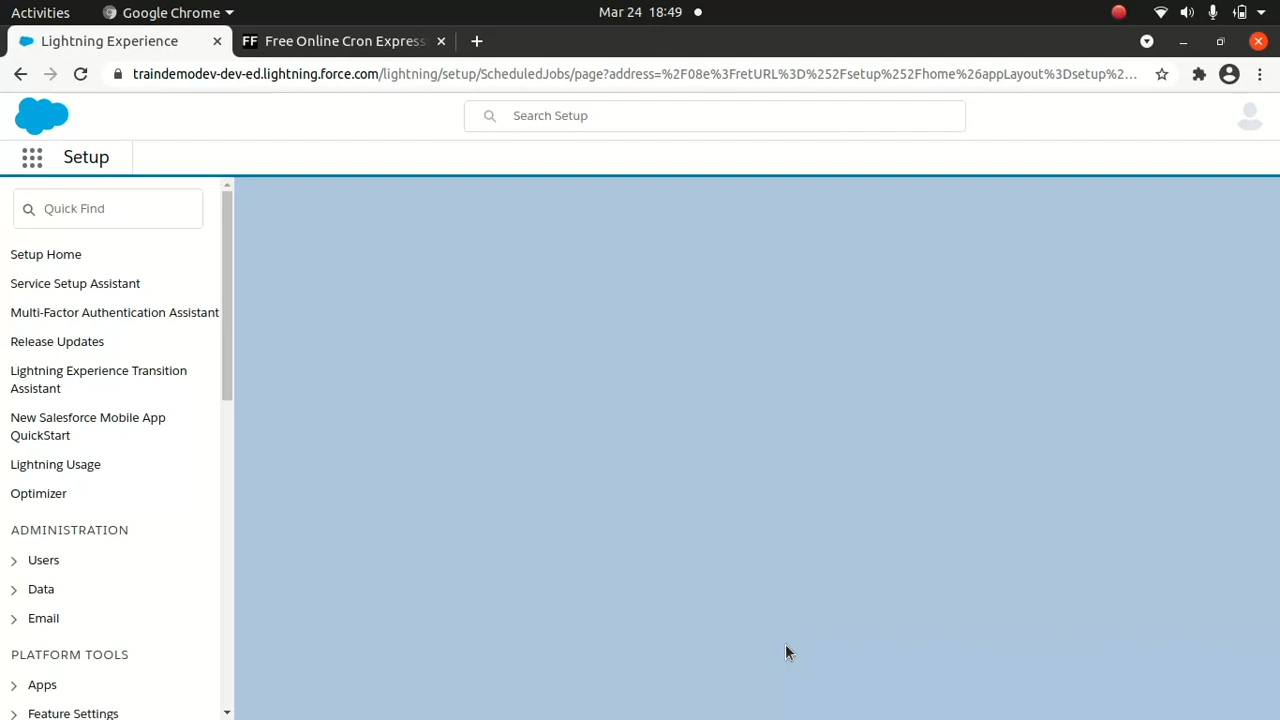 Activities
Google Chrome
Mar 24 18:49
Lightning Experience
FF Free Online Cron Express
traindemodev-dev-ed.lightning.force.com/lightning/setup/ScheduledJobs/page?address=%2F08e%3FretURL%3D%252Fsetup%252Fhome%26appLayout%3Dsetup%2...
Search Setup
Setup
Quick Find
Setup Home
Service Setup Assistant
Multi-Factor Authentication Assistant
Release Updates
Lightning Experience Transition
Assistant
New Salesforce Mobile App
QuickStart
Lightning Usage
Optimizer
ADMINISTRATION
Users
Data
Email
PLATFORM TOOLS
Apps
Feature Settings